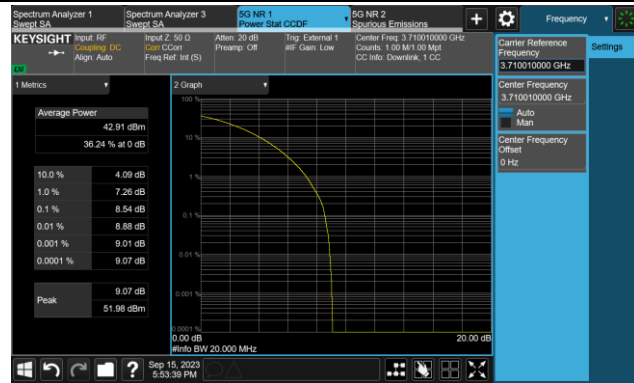 Spectrum Analyzer 1
Swept SA
Spectrum Analyzer 3
Swept SA
5G NR 1
Power Stat CCDF
5G NR 2
Spurious Emissions
+
Frequency
KEYSIGHT
Input: RF
Coupling: DC
Align: Auto
Input Z: 50 Ω
Corr CCorr
Freq Ref: Int (S)
Atten: 20 dB
Preamp: Off
Trig: External 1
#IF Gain: Low
Center Freq: 3.710010000 GHz
Counts: 1.00 M/1.00 Mpt
CC Info: Downlink, 1 CC
LXI
Carrier Reference
Frequency
3.710010000 GHz
Settings
Center Frequency
3.710010000 GHz
Auto
Man
Center Frequency
Offset
0 Hz
1 Metrics
Average Power
42.91 dBm
36.24 % at 0 dB
10.0 % 4.09 dB
1.0 % 7.26 dB
0.1 % 8.54 dB
0.01 % 8.88 dB
0.001 % 9.01 dB
0.0001 % 9.07 dB
Peak
9.07 dB
51.98 dBm
2 Graph
100 %
10 %
1 %
0.1 %
0.01 %
0.001 %
0.0001 %
0.00 dB
20.00 dB
#Info BW 20.000 MHz
?
Sep 15, 2023
5:53:39 PM